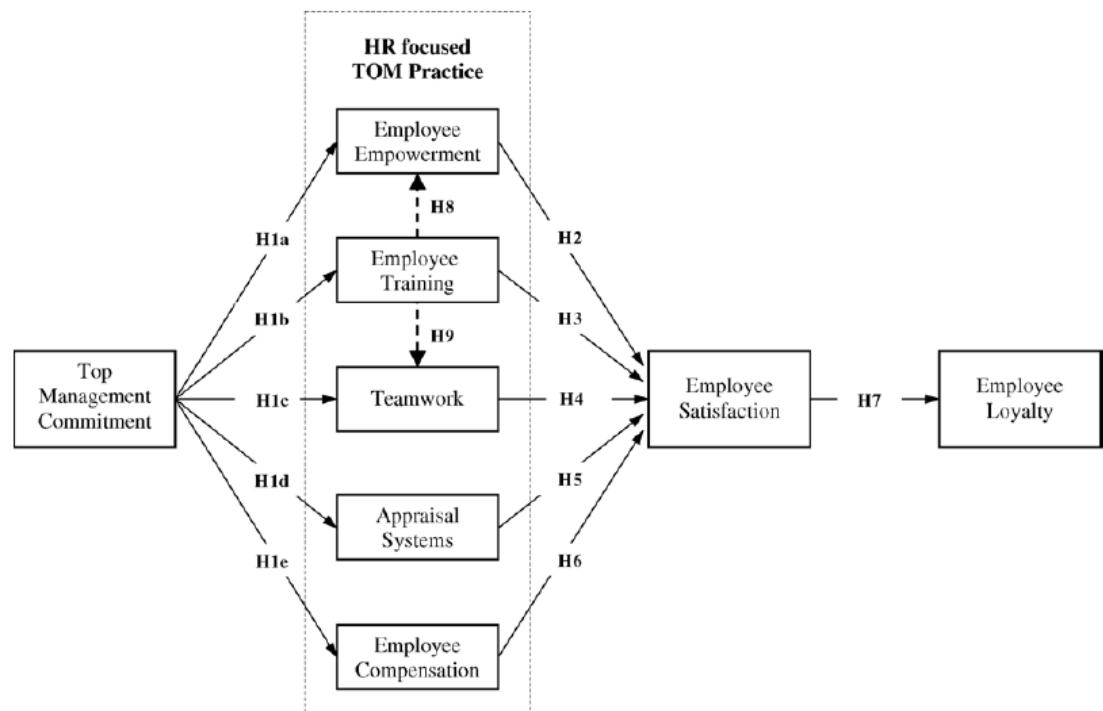 HR focused
TOM Practice
Employee
Empowerment
H8
H1a
H2
Employee
Training
H1b
H3
H9
Top
Management
Commitment
H1c
Teamwork
H4
Employee
Satisfaction
H7
Employee
Loyalty
H1d
H5
Appraisal
Systems
H1e
H6
Employee
Compensation